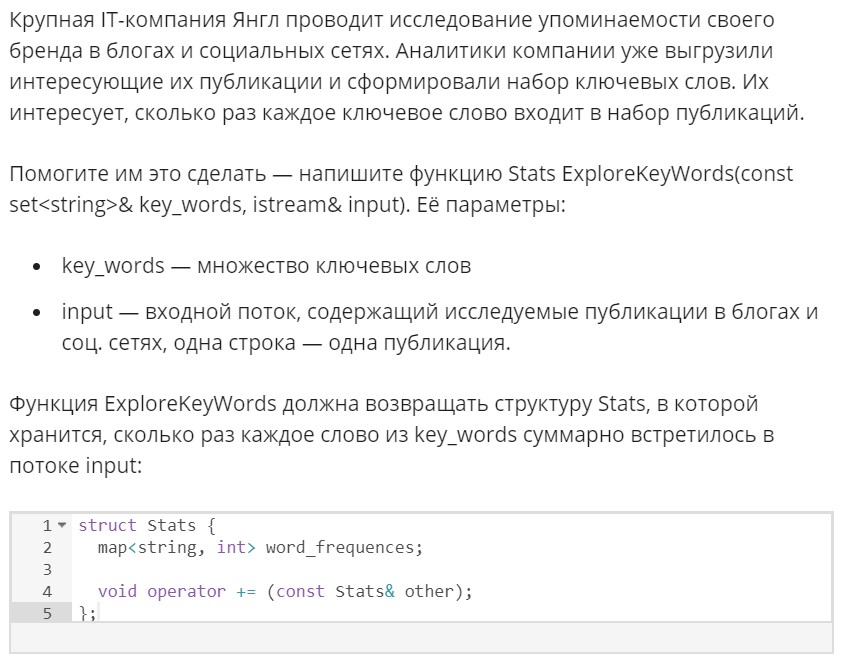 Крупная IT-компания Янгл проводит исследование упоминаемости своего
бренда в блогах и социальных сетях. Аналитики компании уже выгрузили
интересующие их публикации и сформировали набор ключевых слов. Их
интересует, сколько раз каждое ключевое слово входит в набор публикаций.
Помогите им это сделать — напишите функцию Stats ExploreKeyWords(const
set<string>& key_words, istream& input). Её параметры:
• key_words — множество ключевых слов
• input — входной поток, содержащий исследуемые публикации в блогах и
соц. сетях, одна строка — одна публикация.
Функция ExploreKeyWords должна возвращать структуру Stats, в которой
хранится, сколько раз каждое слово из key_words суммарно встретилось в
потоке input:
1 struct Stats {
2 map<string, int> word_frequences;
3
4 void operator += (const Stats& other);
5 };